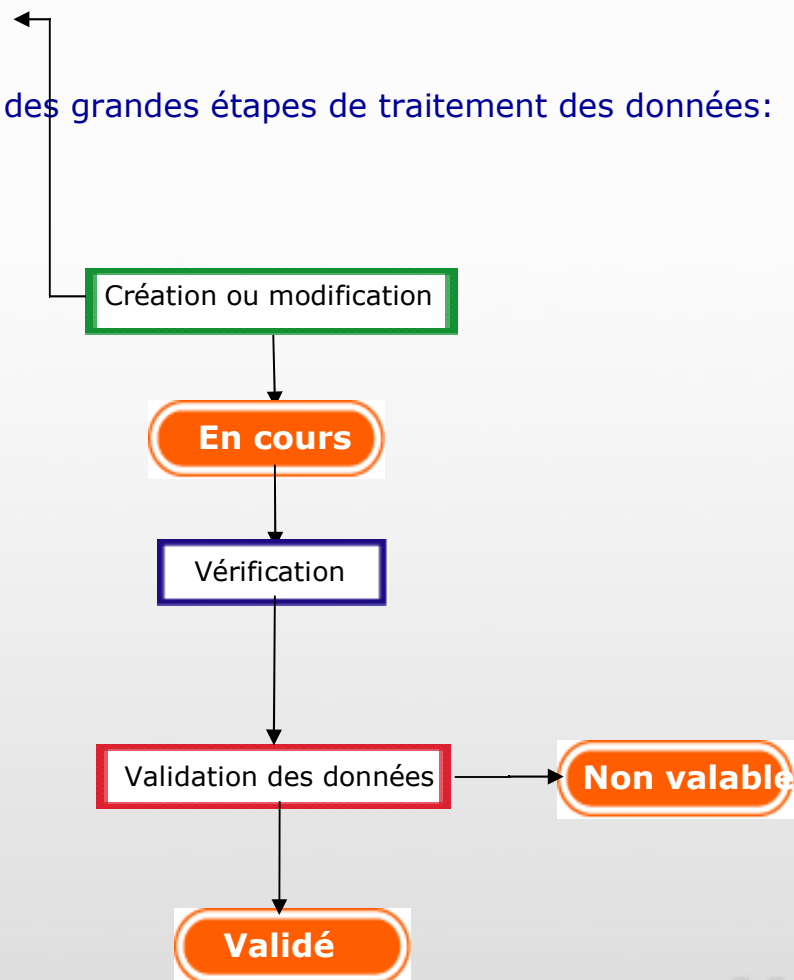 des grandes étapes de traitement des données:
Création ou modification
En cours
Vérification
Validation des données
Non valable
Validé